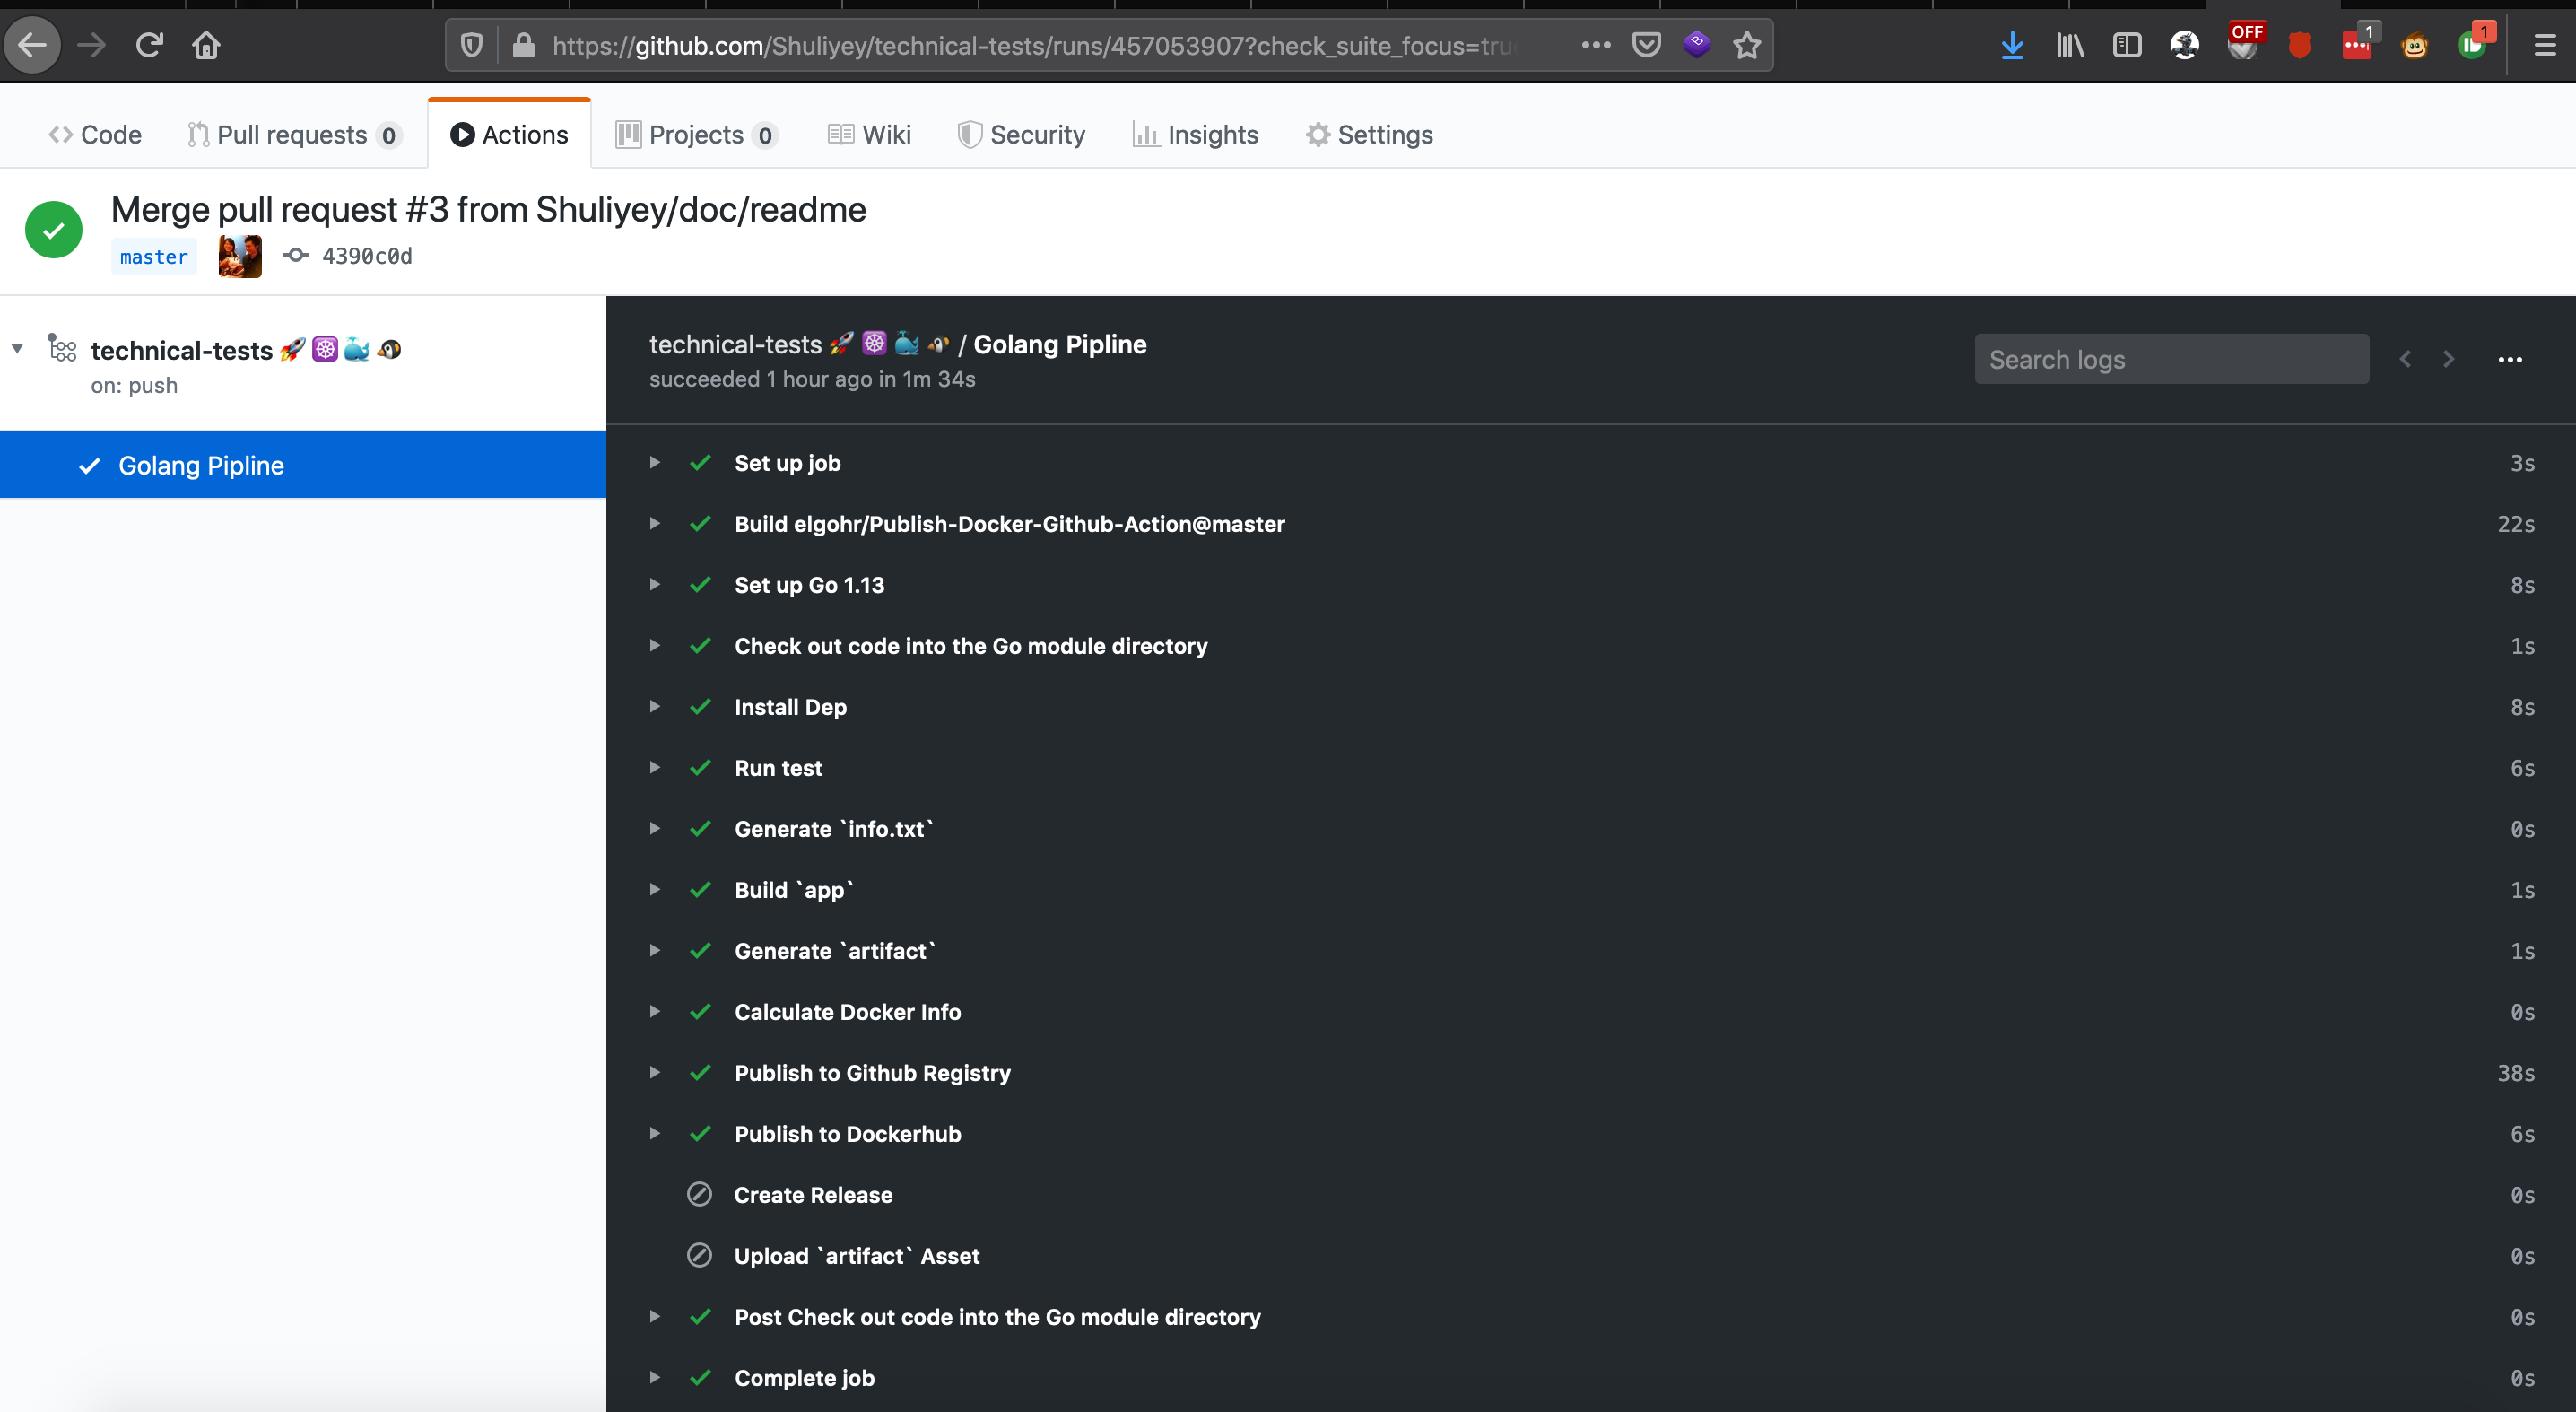 https://github.com/Shuliyey/technical-tests/runs/457053907?check_suite_focus=tru
OFF
1
1
Code
Pull requests 0
Actions
Projects 0
Wiki
Security
Insights
Settings
Merge pull request #3 from Shuliyey/doc/readme
master
4390c0d
technical-tests 🚀☸️🐳🐧
on: push
Golang Pipline
technical-tests 🚀☸️🐳🐧 / Golang Pipline
succeeded 1 hour ago in 1m 34s
Search logs
Set up job 3s
Build elgohr/Publish-Docker-Github-Action@master 22s
Set up Go 1.13 8s
Check out code into the Go module directory 1s
Install Dep 8s
Run test 6s
Generate `info.txt` 0s
Build `app` 1s
Generate `artifact` 1s
Calculate Docker Info 0s
Publish to Github Registry 38s
Publish to Dockerhub 6s
Create Release 0s
Upload `artifact` Asset 0s
Post Check out code into the Go module directory 0s
Complete job 0s